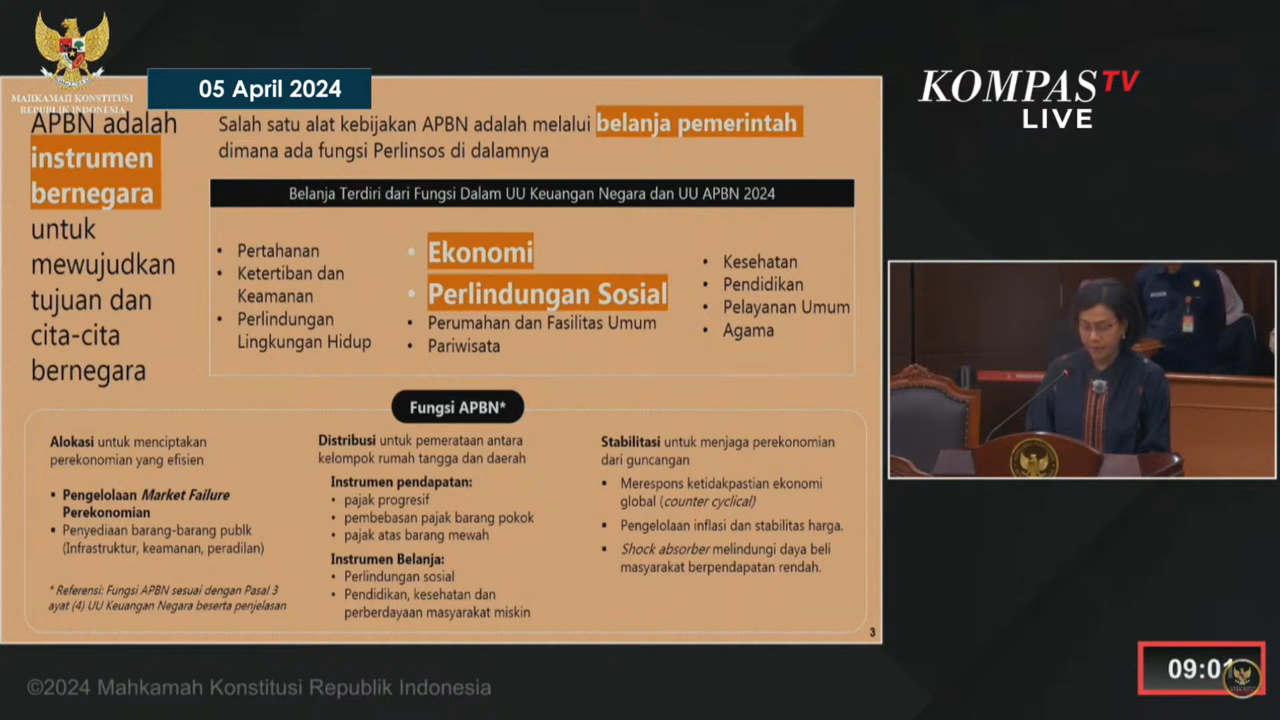 MAHKAMAH KONSTITUSI
REPUBLIK INDONESIA
05 April 2024
KOMPAS TV
LIVE
APBN adalah
instrumen
bernegara
untuk
mewujudkan
tujuan dan
cita-cita
bernegara
Salah satu alat kebijakan APBN adalah melalui belanja pemerintah
dimana ada fungsi Perlinsos di dalamnya
Belanja Terdiri dari Fungsi Dalam UU Keuangan Negara dan UU APBN 2024
• Pertahanan
• Ketertiban dan
Keamanan
• Perlindungan
Lingkungan Hidup
• Ekonomi
• Perlindungan Sosial
• Perumahan dan Fasilitas Umum
• Pariwisata
• Kesehatan
• Pendidikan
• Pelayanan Umum
• Agama
Fungsi APBN*
Alokasi untuk menciptakan
perekonomian yang efisien
▪ Pengelolaan Market Failure
Perekonomian
▪ Penyediaan barang-barang publk
(Infrastruktur, keamanan, peradilan)
* Referensi: Fungsi APBN sesuai dengan Pasal 3
ayat (4) UU Keuangan Negara beserta penjelasan
Distribusi untuk pemerataan antara
kelompok rumah tangga dan daerah
Instrumen pendapatan:
• pajak progresif
• pembebasan pajak barang pokok
• pajak atas barang mewah
Instrumen Belanja:
• Perlindungan sosial
• Pendidikan, kesehatan dan
perberdayaan masyarakat miskin
Stabilitasi untuk menjaga perekonomian
dari guncangan
• Merespons ketidakpastian ekonomi
global (counter cyclical)
• Pengelolaan inflasi dan stabilitas harga.
• Shock absorber melindungi daya beli
masyarakat berpendapatan rendah.
3
©2024 Mahkamah Konstitusi Republik Indonesia
09:01